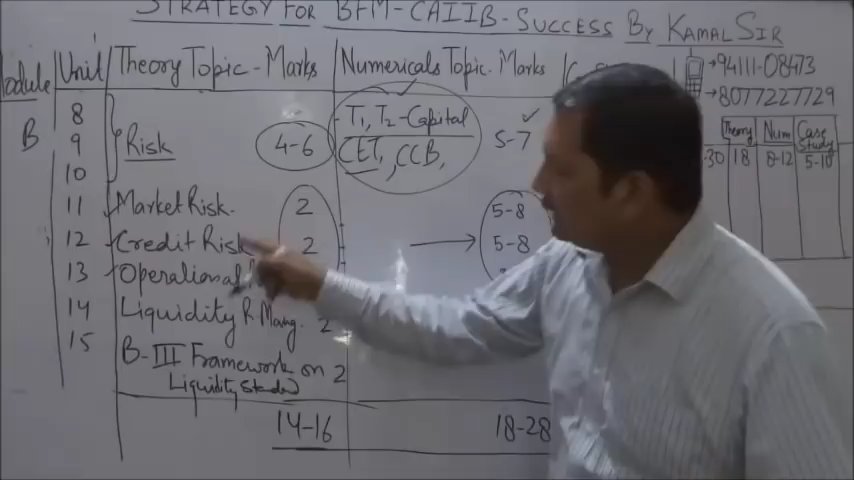 STRATEGY FOR BFM-CAIIB-SUCCESS BY KAMAL SIR
Module Unit Theory Topic - Marks Numericals Topic - Marks
94111-08473
8077227729
Theory Num Case Study
-30 18 8-12 5-10
B
8
9 Risk 4-6
10
T1, T2-Capital
CET1, CCB,
5-7
11 Market Risk. 2 5-8
12 Credit Risk 2 5-8
13 Operational
14 Liquidity R. Mang. 2
15 B-III Framework on 2
Liquidity
14-16 18-28